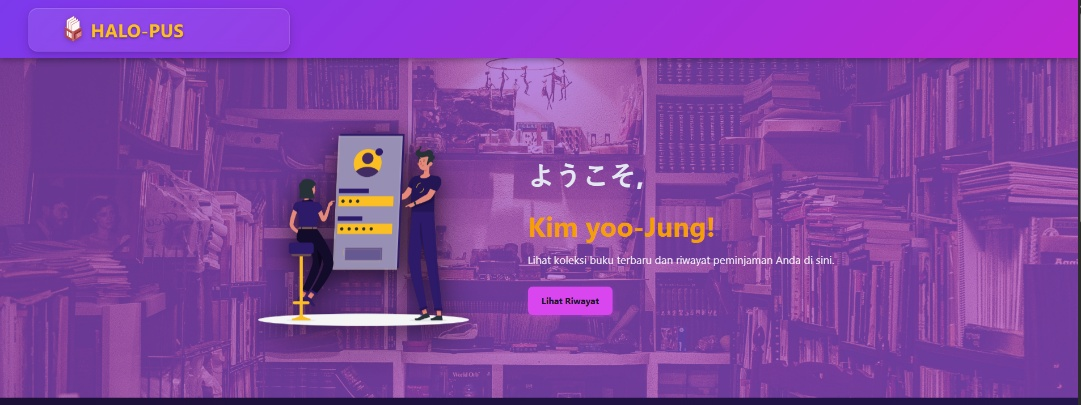 HALO-PUS
ようこそ,
Kim yoo-Jung!
Lihat koleksi buku terbaru dan riwayat peminjaman Anda di sini.
Lihat Riwayat